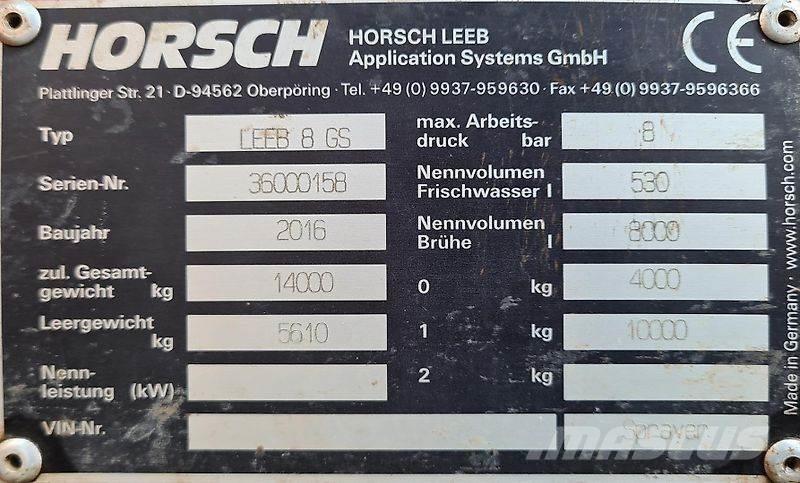 HORSCH
HORSCH LEEB
Application Systems GmbH
CE
Plattlinger Str. 21 · D-94562 Oberpöring · Tel. +49 (0) 9937-959630 · Fax +49 (0) 9937-9596366
Typ LEEB 8 GS
max. Arbeits-
druck bar 8
Serien-Nr. 36000158
Nennvolumen
Frischwasser l 530
Baujahr 2016
Nennvolumen
Brühe l 8000
zul. Gesamt-
gewicht kg 14000
0 kg 4000
Leergewicht
kg 5610
1 kg 10000
Nenn-
leistung (kW)
2 kg
VIN-Nr. Sprayer
Made in Germany · www.horsch.com
MASCUS